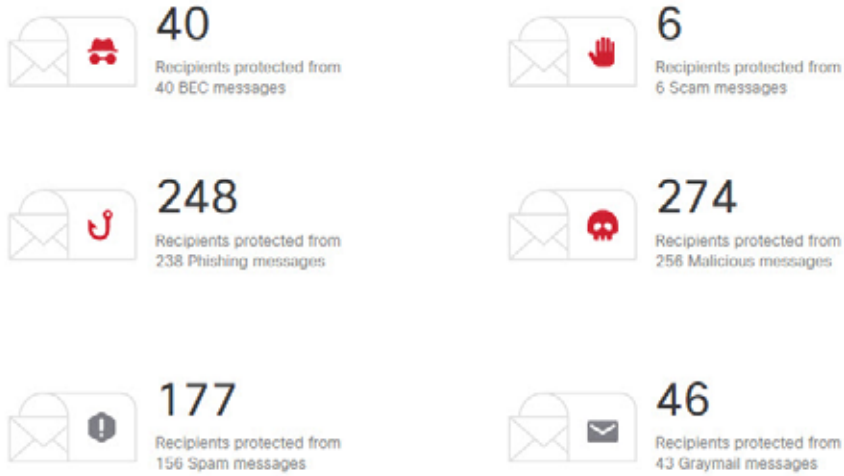 40
Recipients protected from
40 BEC messages
6
Recipients protected from
6 Scam messages
248
Recipients protected from
238 Phishing messages
274
Recipients protected from
256 Malicious messages
177
Recipients protected from
156 Spam messages
46
Recipients protected from
43 Graymail messages